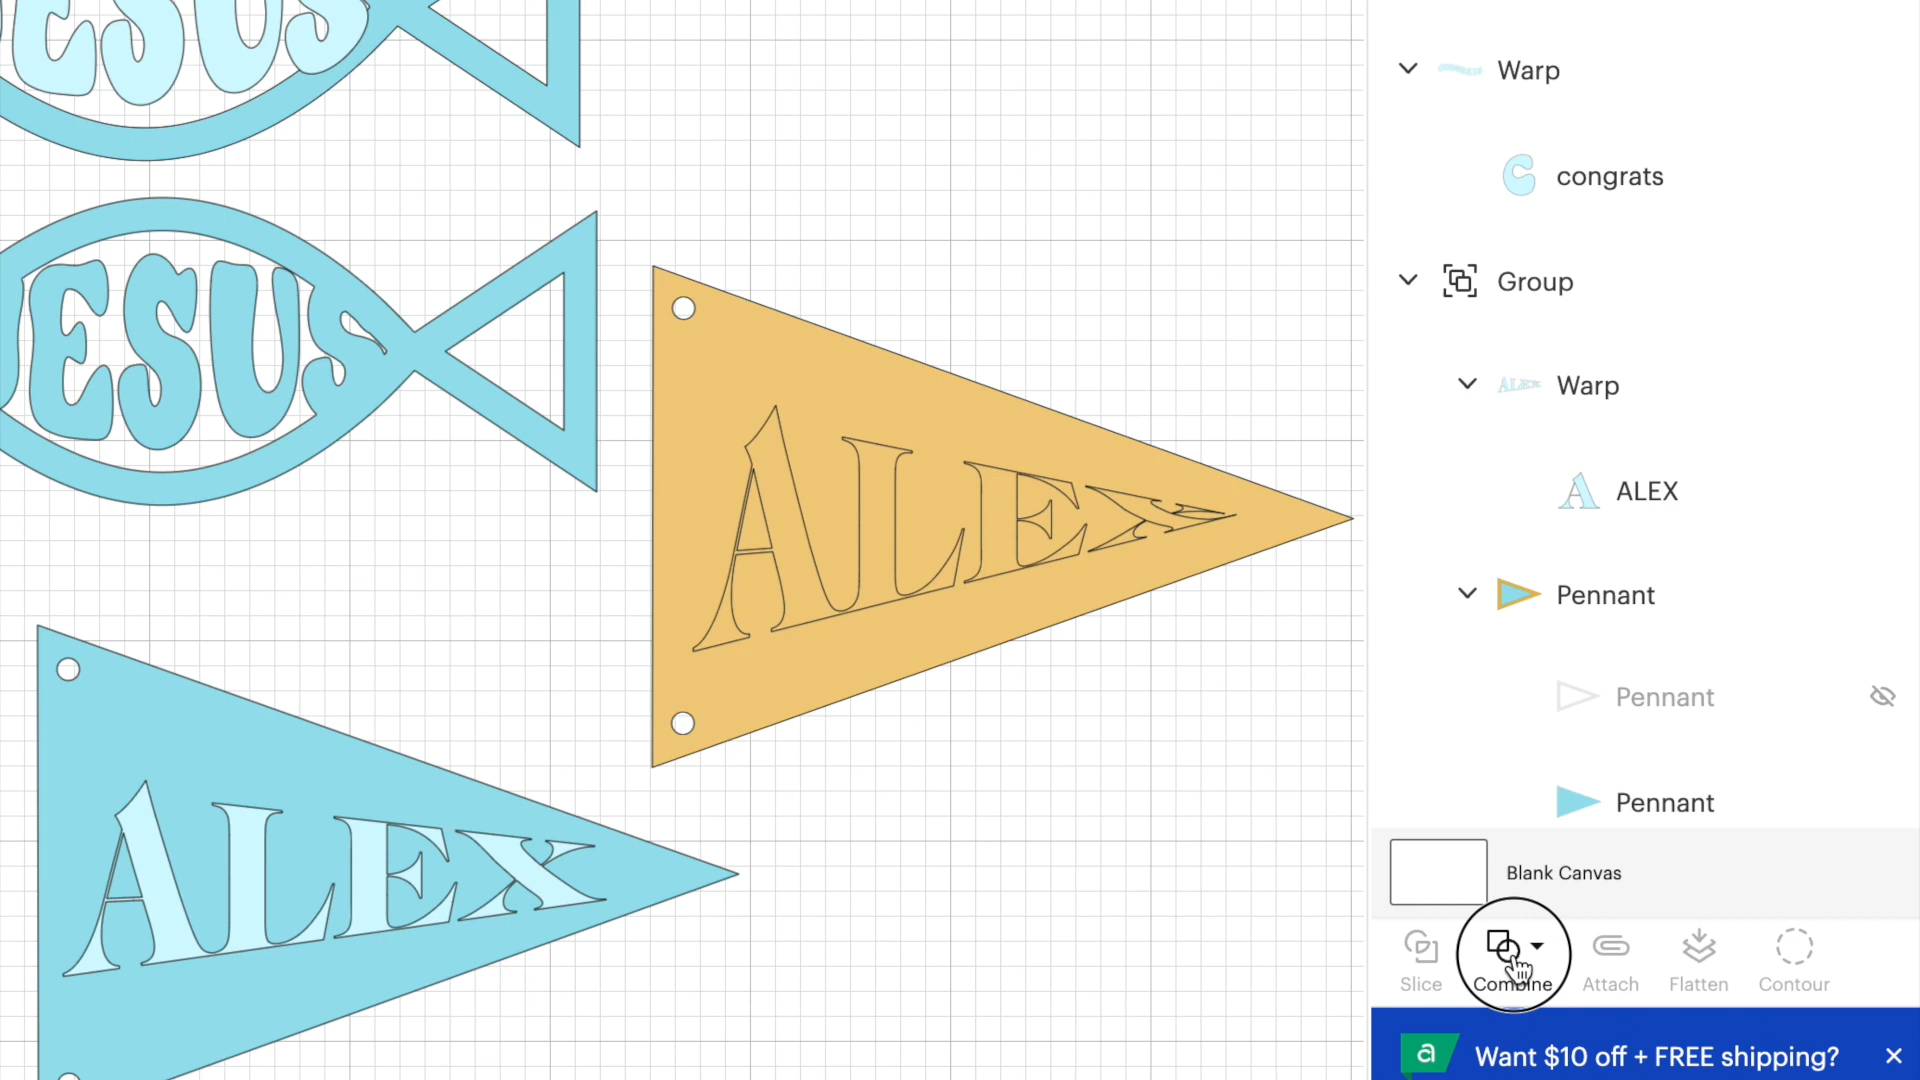 ESUS
JESUS
ALEX
ALEX
Warp
congrats
Group
Warp
ALEX
Pennant
Pennant
Pennant
Blank Canvas
Slice
Combine
Attach
Flatten
Contour
a Want $10 off + FREE shipping?